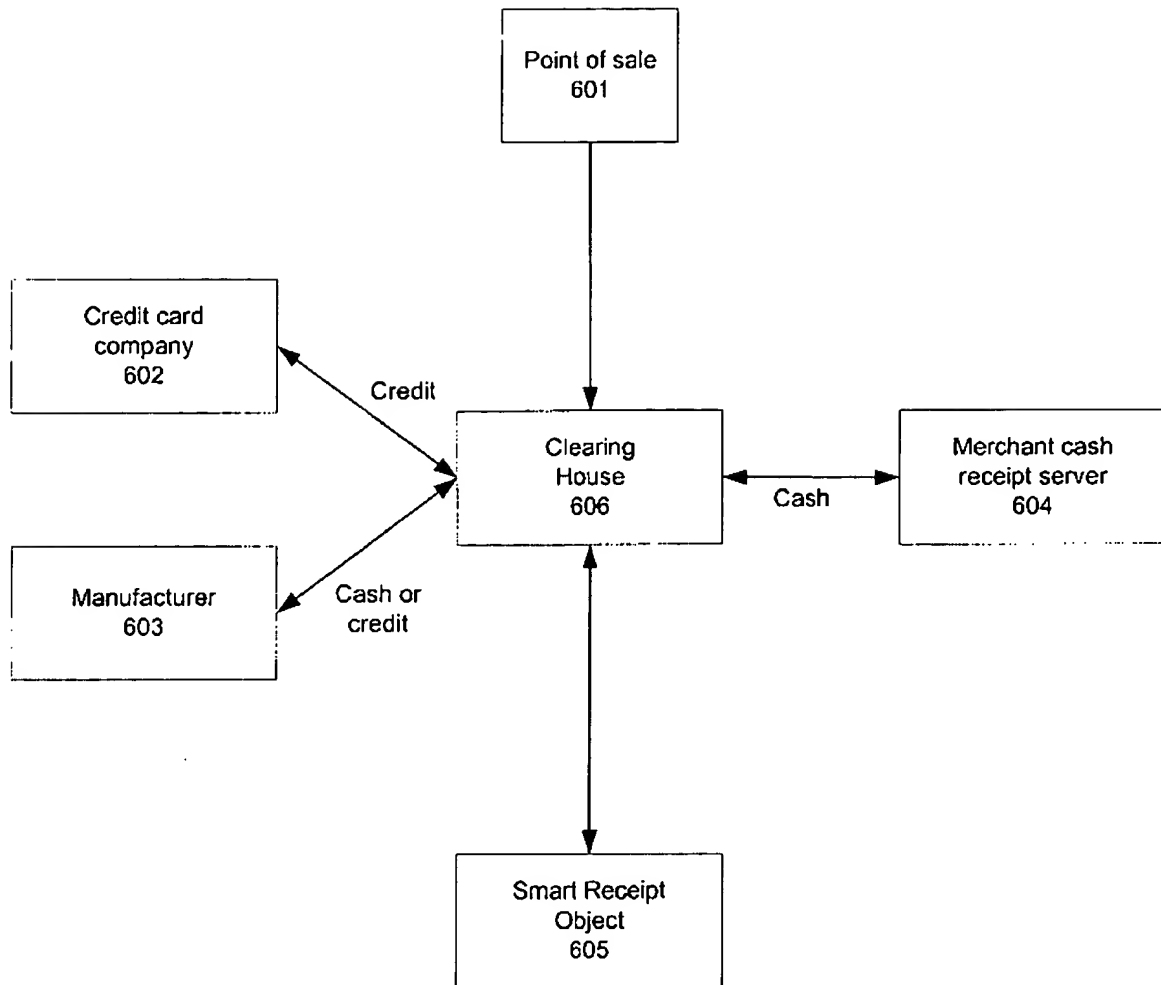 Point of sale
601
Credit card
company
602
Credit
Clearing
House
606
Merchant cash
receipt server
604
Cash
Manufacturer
603
Cash or
credit
Smart Receipt
Object
605